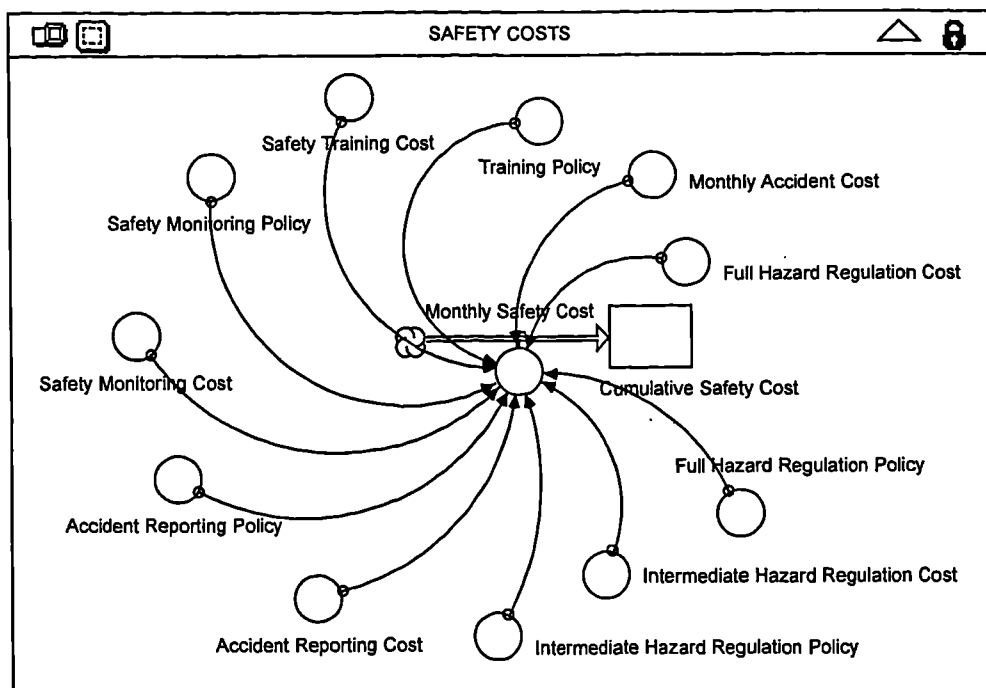 SAFETY COSTS
Safety Training Cost
Training Policy
Monthly Accident Cost
Safety Monitoring Policy
Full Hazard Regulation Cost
Monthly Safety Cost
Safety Monitoring Cost
Cumulative Safety Cost
Full Hazard Regulation Policy
Accident Reporting Policy
Intermediate Hazard Regulation Cost
Accident Reporting Cost
Intermediate Hazard Regulation Policy